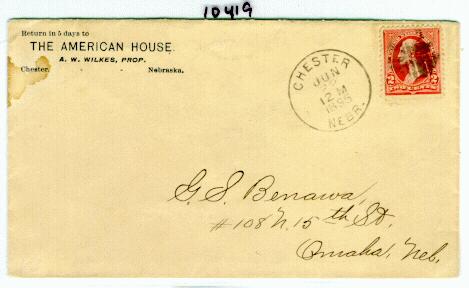 10419
Return in 5 days to
THE AMERICAN HOUSE.
A. W. WILKES, PROP.
Chester, - - Nebraska.
CHESTER
JUN
12 M
1895
NEBR.
G. S. Benawa,
#108 N. 15th St.
Omaha, Neb.